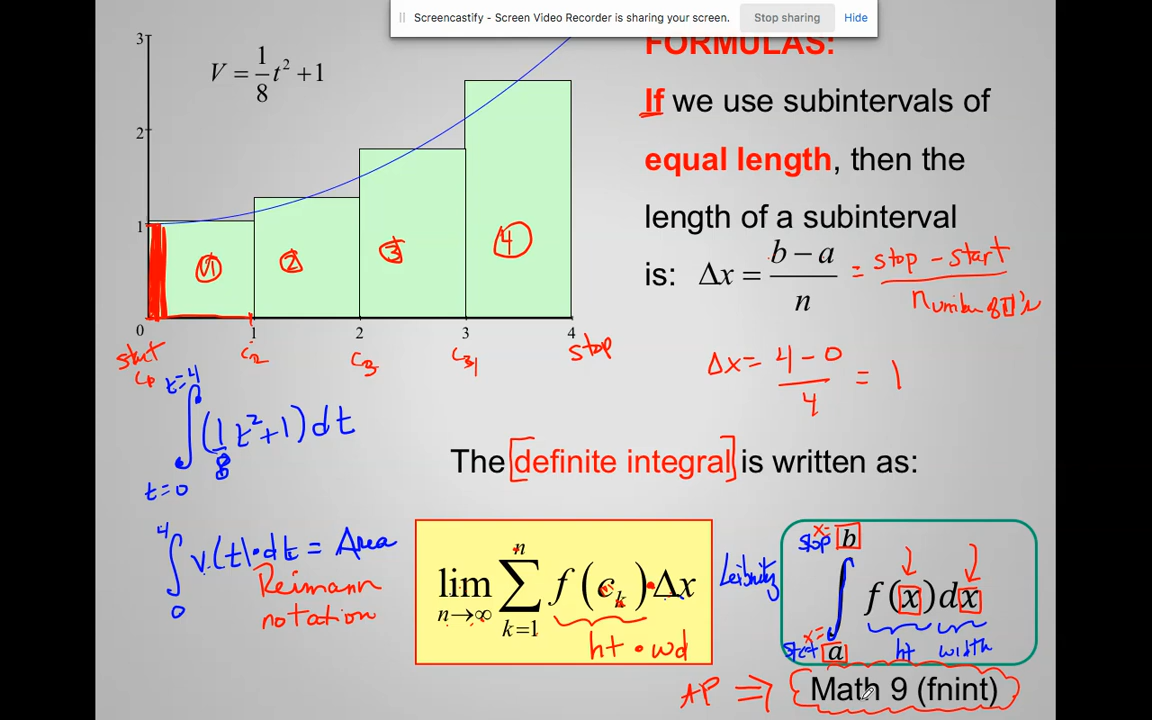 Screencastify - Screen Video Recorder is sharing your screen. Stop sharing Hide
FORMULAS:
If we use subintervals of
equal length, then the
length of a subinterval
is: Δx = (b − a)/n = stop - start / Number of □'s
Δx = (4 - 0)/4 = 1
V = 1/8 t² + 1
3
2
1
0 1 2 3 4
1 2 3 4
start c₂ c₃ stop
t=4
∫ (1/8 t² + 1) dt
t=0
The [definite integral] is written as:
4
∫ v(t) · dt = Area
0
Reimann
notation
lim n→∞ n ∑ k=1 f(cₖ) · Δx
ht · wd
Leibnitz
stop x= b
∫ f(x) dx
start x= a
ht width
AP ⇒ Math 9 (fnint)